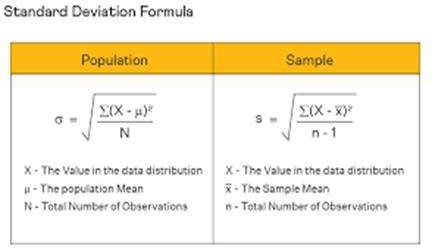 Standard Deviation Formula
Population
Sample
σ = √(Σ(X - μ)² / N)
s = √(Σ(X - x̄)² / n - 1)
X - The Value in the data distribution
μ - The population Mean
N - Total Number of Observations
X - The Value in the data distribution
x̄ - The Sample Mean
n - Total Number of Observations